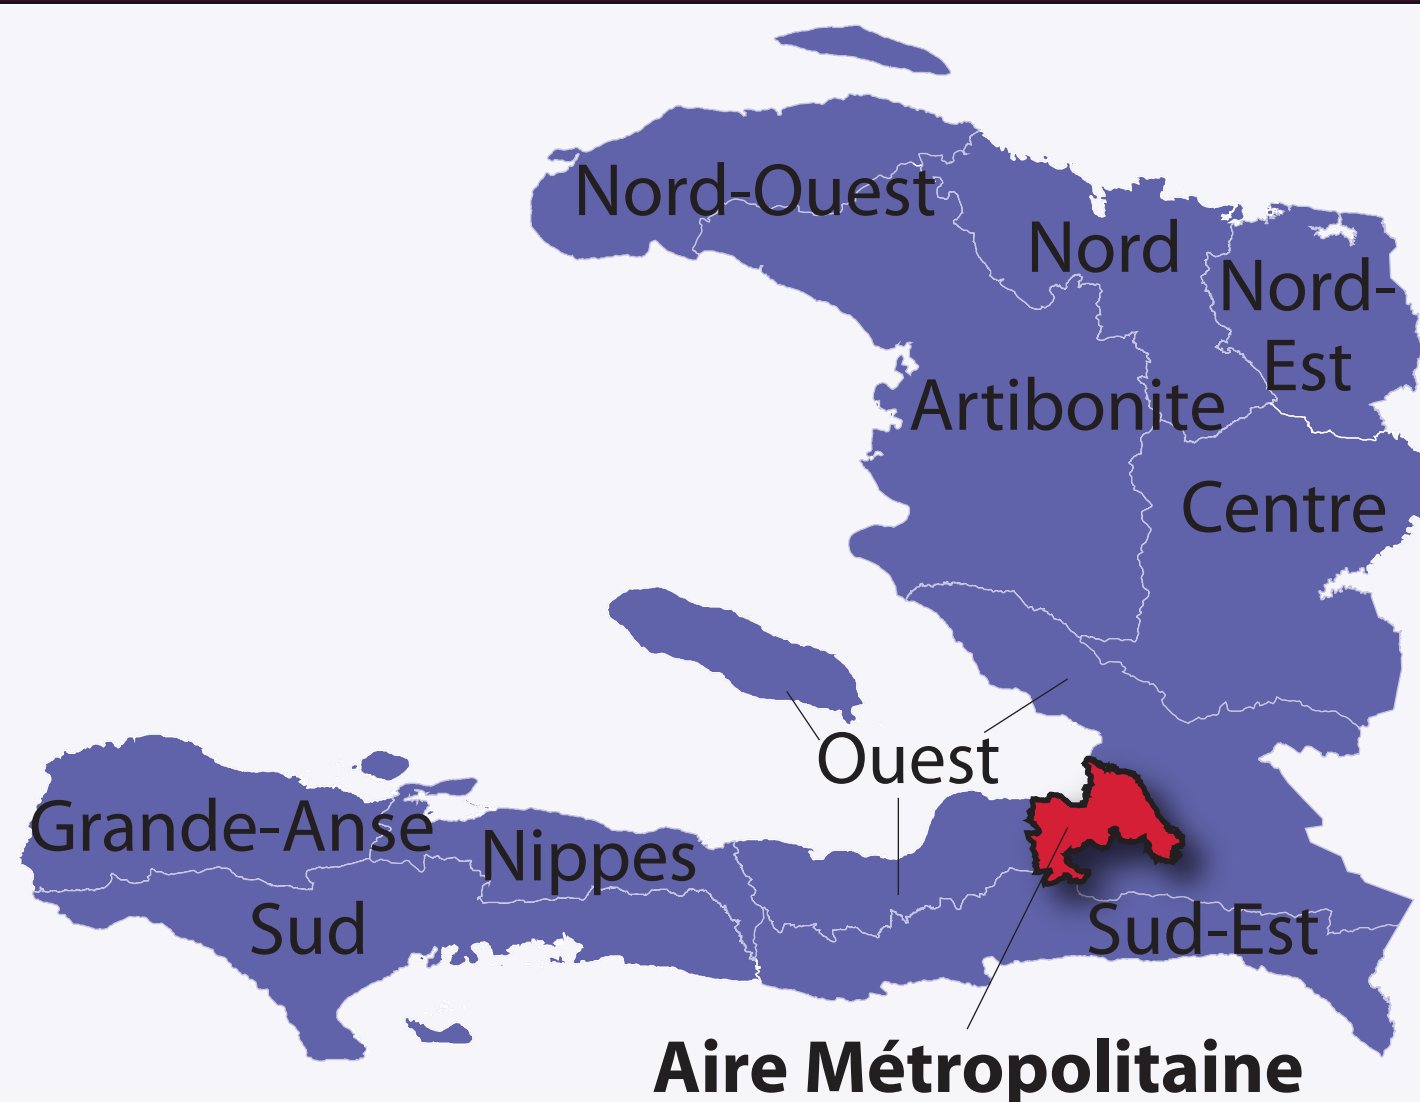 Nord-Ouest
Nord
Nord-
Est
Artibonite
Centre
Ouest
Grande-Anse
Nippes
Sud
Sud-Est
Aire Métropolitaine